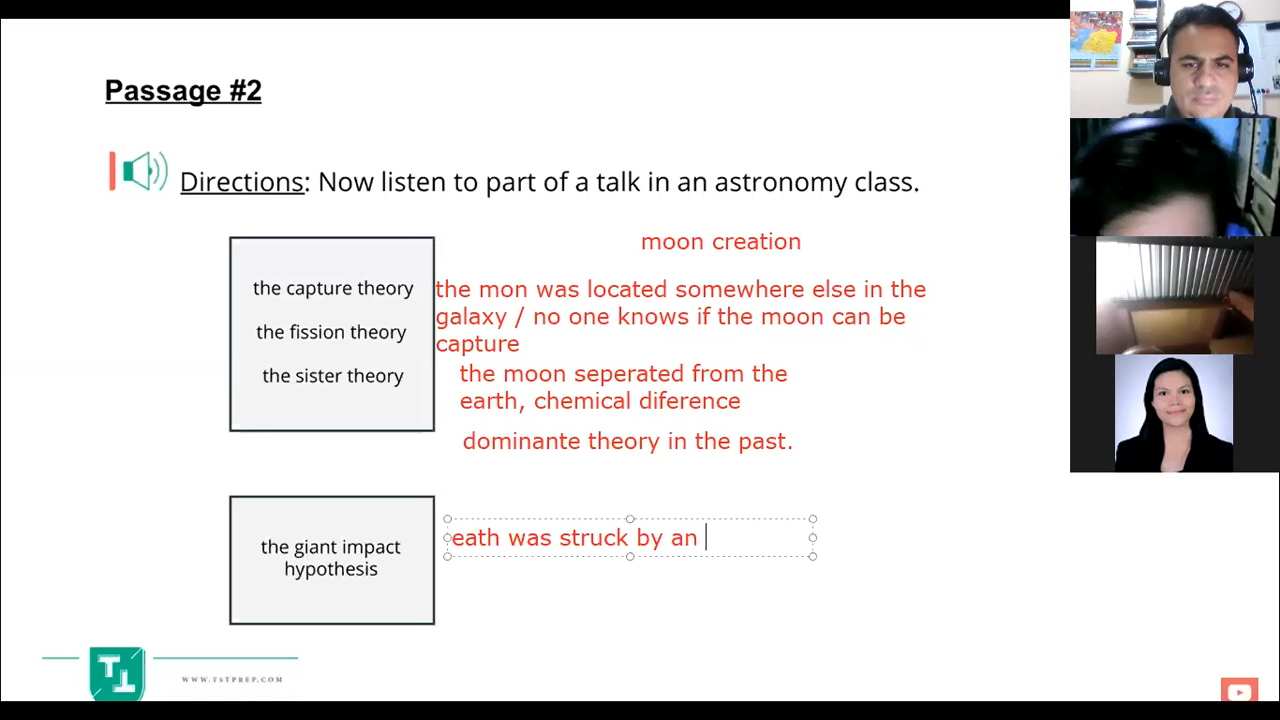 Passage #2
Directions: Now listen to part of a talk in an astronomy class.
moon creation
the capture theory
the mon was located somewhere else in the
galaxy / no one knows if the moon can be
capture
the fission theory
the moon seperated from the
earth, chemical diference
the sister theory
dominante theory in the past.
the giant impact
hypothesis
eath was struck by an
TT
WWW.TSTPREP.COM